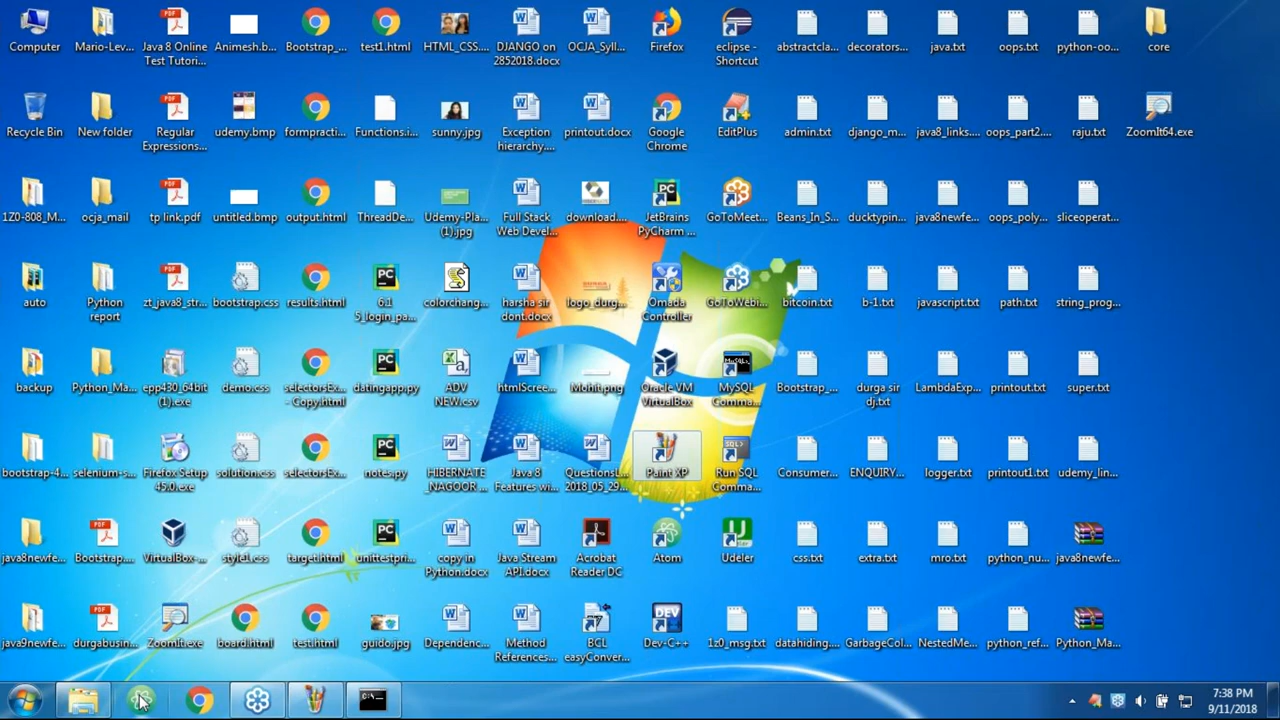 Computer
Mario-Lev...
Java 8 Online
Test Tutori...
Animesh.b...
Bootstrap_...
test1.html
HTML_CSS....
DJANGO on
2852018.docx
OCJA_Syll...
Firefox
eclipse -
Shortcut
abstractcla...
decorators...
java.txt
oops.txt
python-oo...
core
Recycle Bin
New folder
Regular
Expressions...
udemy.bmp
formpracti...
Functions.i...
sunny.jpg
Exception
hierarchy....
printout.docx
Google
Chrome
EditPlus
admin.txt
django_m...
java8_links....
oops_part2....
raju.txt
ZoomIt64.exe
1Z0-808_M...
ocja_mail
tp link.pdf
untitled.bmp
output.html
ThreadDe...
Udemy-Pla...
(1).jpg
Full Stack
Web Devel...
download....
JetBrains
PyCharm ...
GoToMeet...
Beans_In_S...
ducktypin...
java8newfe...
oops_poly...
sliceoperat...
auto
Python
report
zt_java8_str...
bootstrap.css
results.html
6.1
5_login_pa...
colorchang...
harsha sir
dont.docx
logo_durg...
Omada
Controller
GoToWebi...
bitcoin.txt
b-1.txt
javascript.txt
path.txt
string_prog...
backup
Python_Ma...
epp430_64bit
(1).exe
demo.css
selectorsEx...
- Copy.html
datingapp.py
ADV
NEW.csv
htmlScree...
Mohit.png
Oracle VM
VirtualBox
MySQL
Comma...
Bootstrap_...
durga sir
dj.txt
LambdaExp...
printout.txt
super.txt
bootstrap-4...
selenium-s...
Firefox Setup
45.0.exe
solution.css
selectorsEx...
notes.py
HIBERNATE
_NAGOOR ...
Java 8
Features wi...
QuestionsL...
2018_05_29...
Paint XP
Run SQL
Comma...
Consumer...
ENQUIRY...
logger.txt
printout1.txt
udemy_lin...
java8newfe...
Bootstrap....
VirtualBox-...
style1.css
target.html
unittestpri...
copy in
Python.docx
Java Stream
API.docx
Acrobat
Reader DC
Atom
Udeler
css.txt
extra.txt
mro.txt
python_nu...
java8newfe...
java9newfe...
durgabusin...
ZoomIt.exe
board.html
test.html
guido.jpg
Dependenc...
Method
References...
BCL
easyConver...
Dev-C++
1z0_msg.txt
datahiding...
GarbageCol...
NestedMe...
python_ref...
Python_Ma...
7:38 PM
9/11/2018